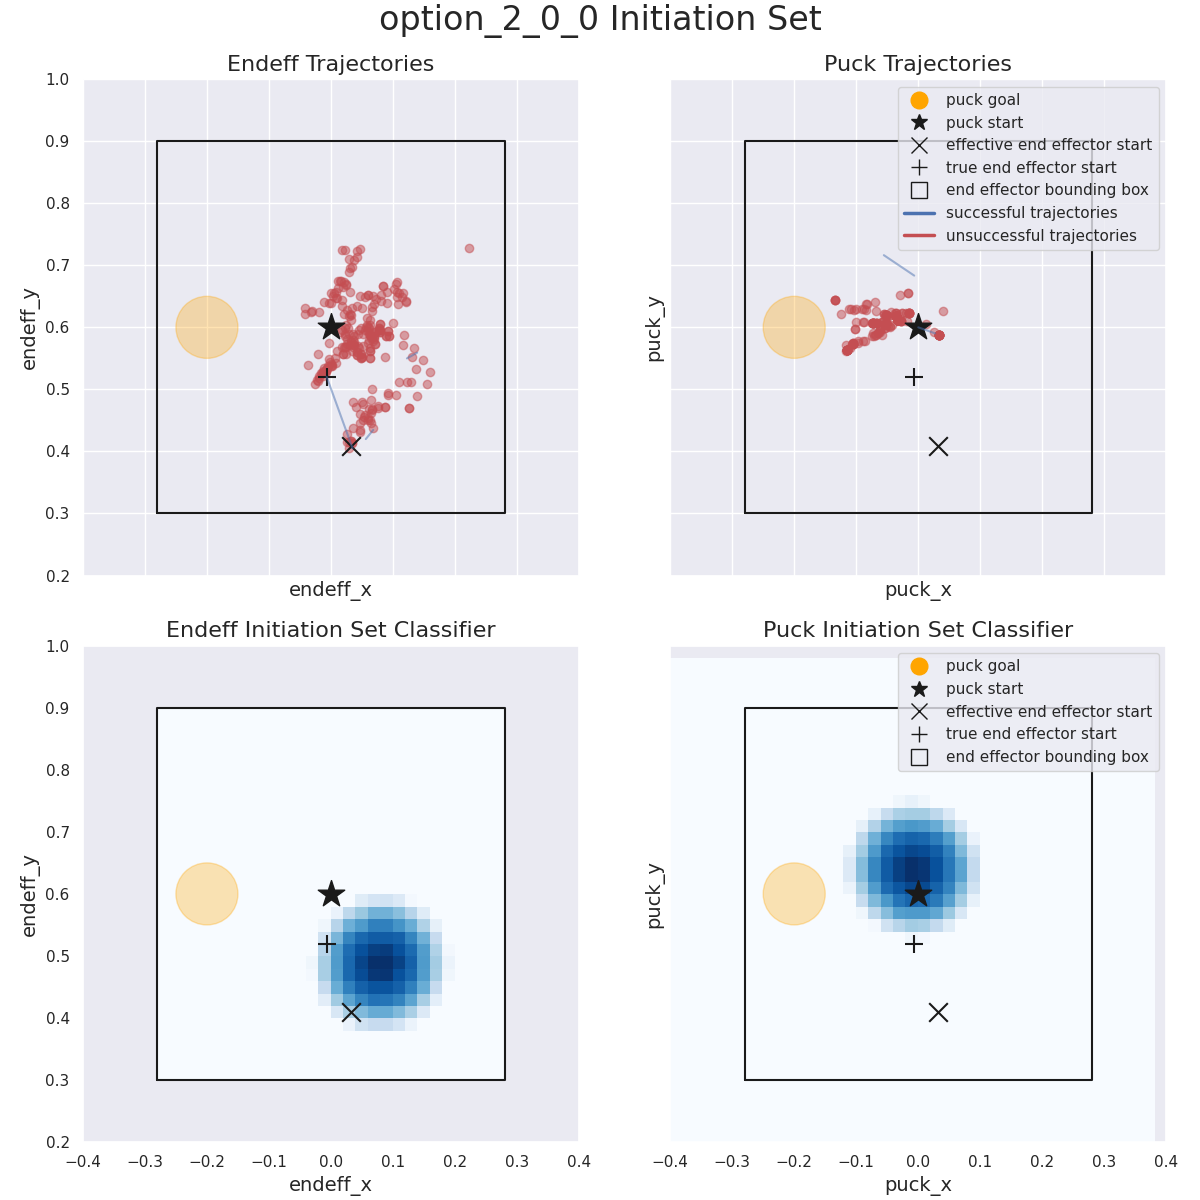 option_2_0_0 Initiation Set
Endeff Trajectories
1.0
0.9
0.8
0.7
0.6
0.5
0.4
0.3
0.2
endeff_y
endeff_x
Puck Trajectories
puck goal
puck start
effective end effector start
true end effector start
end effector bounding box
successful trajectories
unsuccessful trajectories
puck_y
puck_x
Endeff Initiation Set Classifier
1.0
0.9
0.8
0.7
0.6
0.5
0.4
0.3
0.2
endeff_y
−0.4 −0.3 −0.2 −0.1 0.0 0.1 0.2 0.3 0.4
endeff_x
Puck Initiation Set Classifier
puck goal
puck start
effective end effector start
true end effector start
end effector bounding box
puck_y
−0.4 −0.3 −0.2 −0.1 0.0 0.1 0.2 0.3 0.4
puck_x